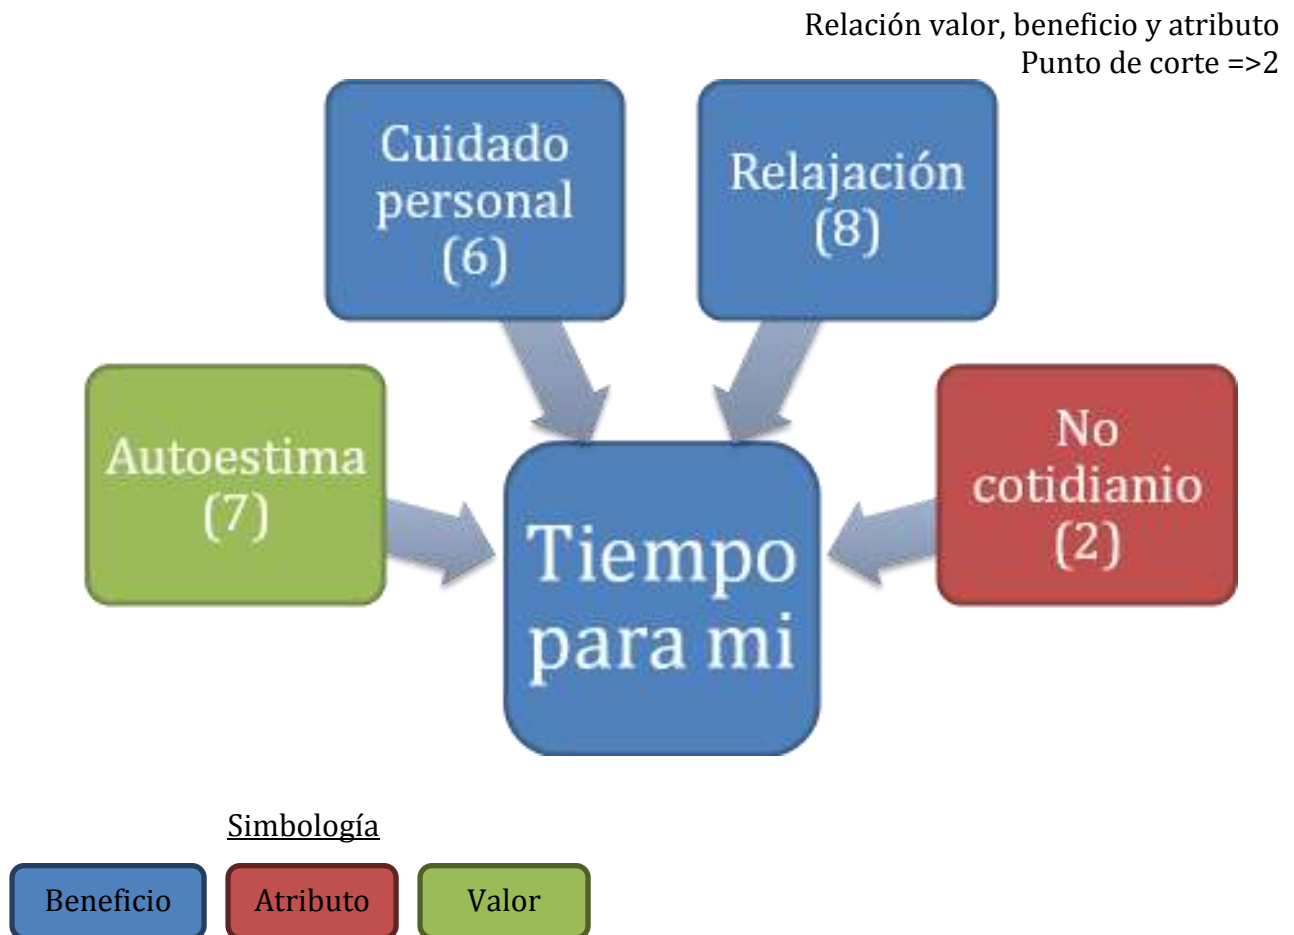 Relación valor, beneficio y atributo
Punto de corte =>2
Cuidado
personal
(6)
Relajación
(8)
Autoestima
(7)
No
cotidianio
(2)
Tiempo
para mi
Simbología
Beneficio
Atributo
Valor